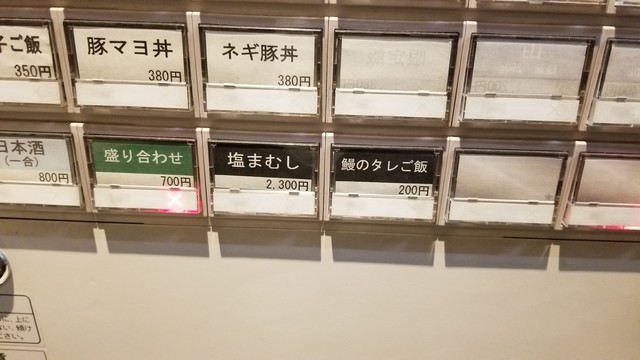 子ご飯
350円
豚マヨ丼
380円
ネギ豚丼
380円
日本酒
(一合)
800円
盛り合わせ
700円
塩まむし
2,300円
鰻のタレご飯
200円